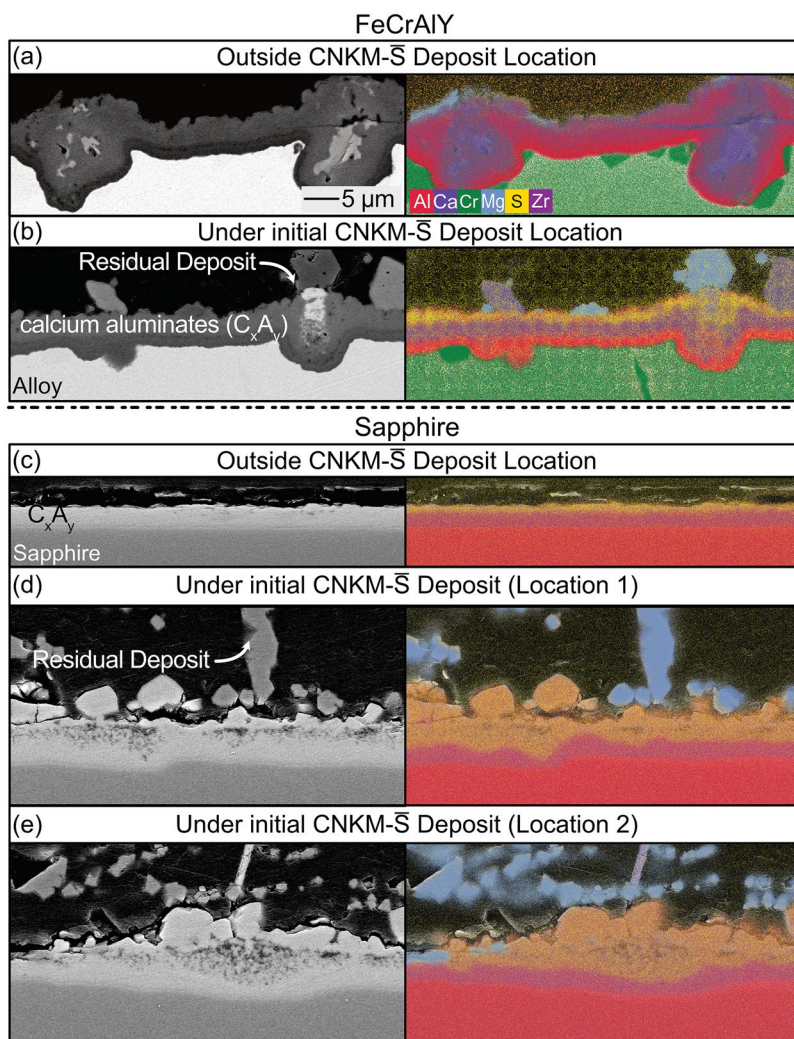 FeCrAlY
(a) Outside CNKM-S̅ Deposit Location
5 µm
Al Ca Cr Mg S Zr
(b) Under initial CNKM-S̅ Deposit Location
Residual Deposit
calcium aluminates (CₓAᵧ)
Alloy
Sapphire
(c) Outside CNKM-S̅ Deposit Location
CₓAᵧ
Sapphire
(d) Under initial CNKM-S̅ Deposit (Location 1)
Residual Deposit
(e) Under initial CNKM-S̅ Deposit (Location 2)